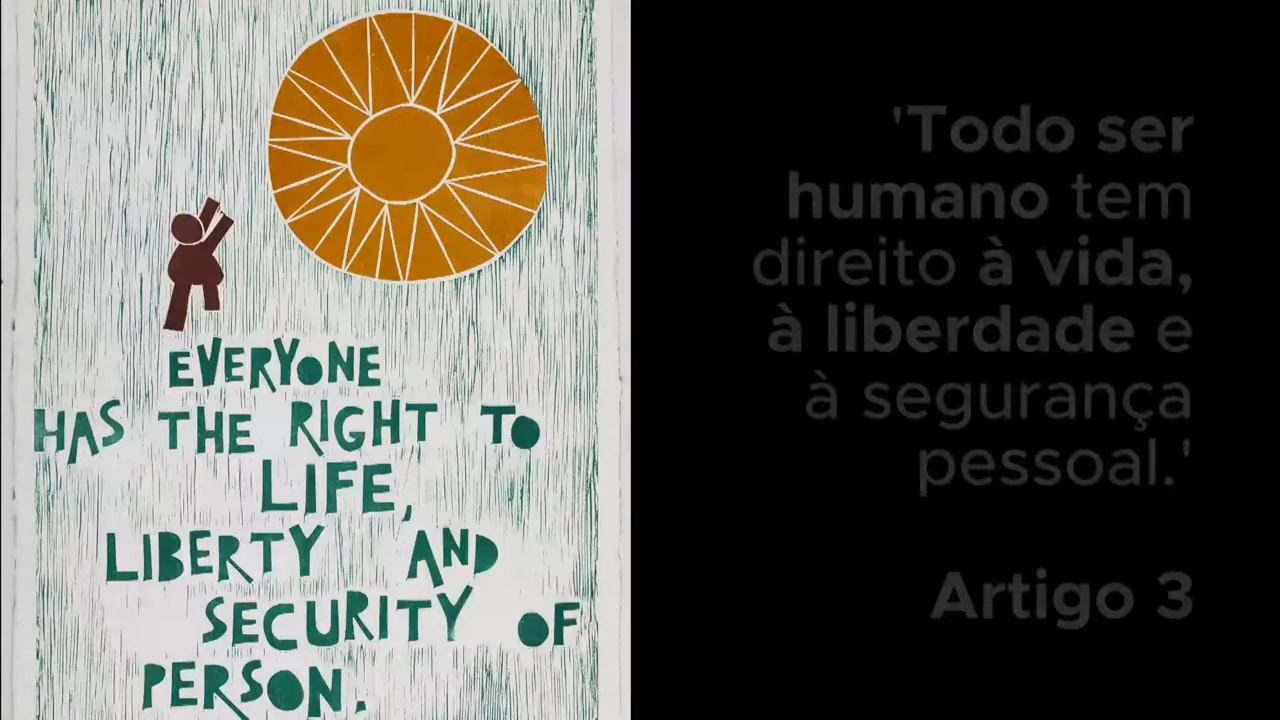 EVERYONE
HAS THE RIGHT TO
LIFE,
LIBERTY AND
SECURITY OF
PERSON.
'Todo ser
humano tem
direito à vida,
à liberdade e
à segurança
pessoal.'
Artigo 3